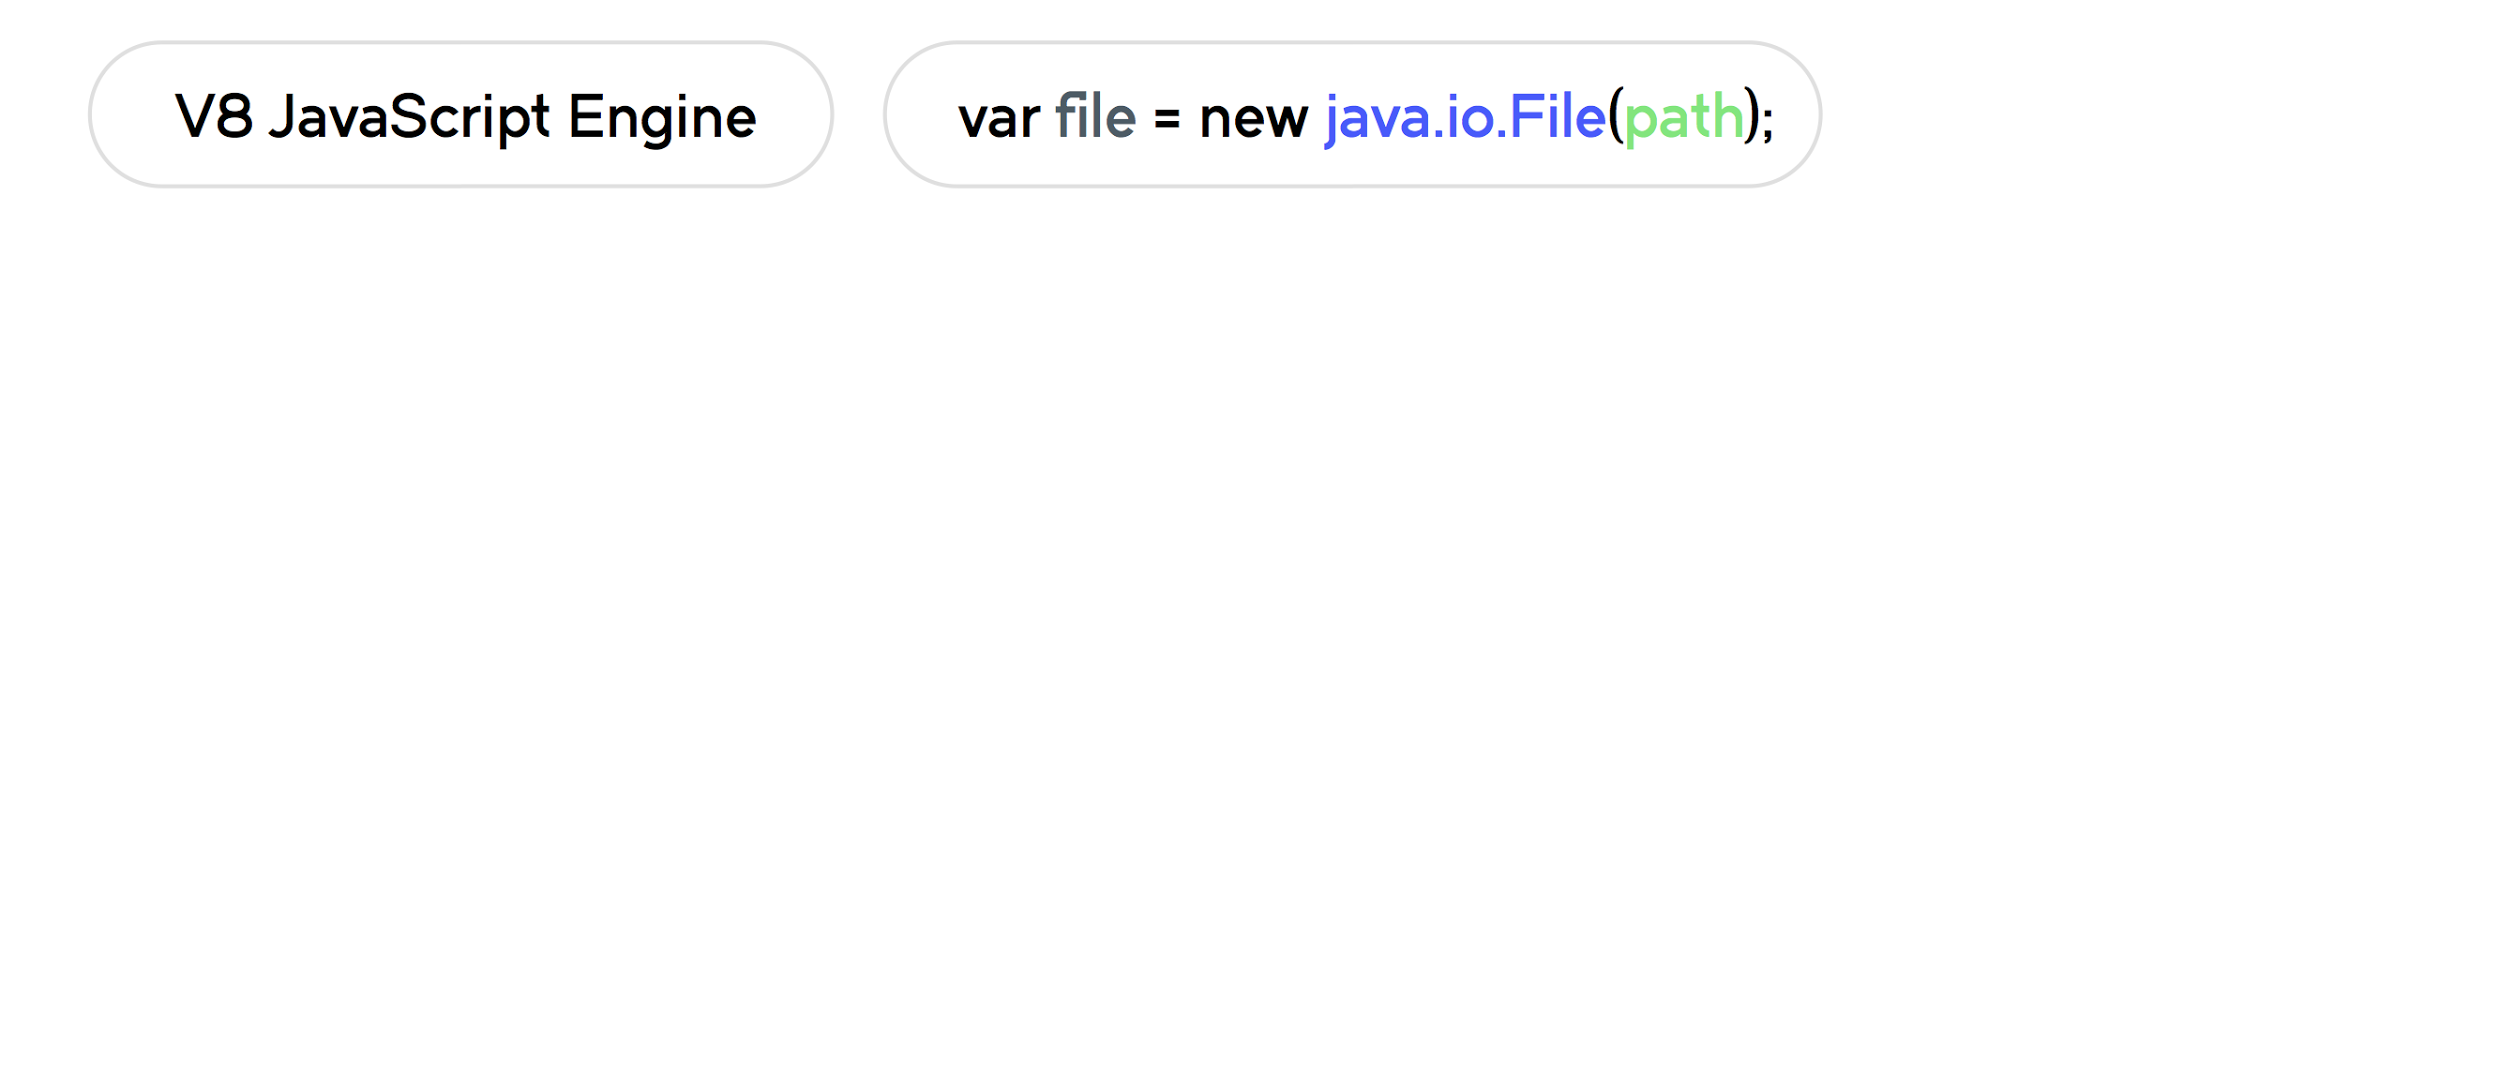 V8 JavaScript Engine
var file = new java.io.File(path);